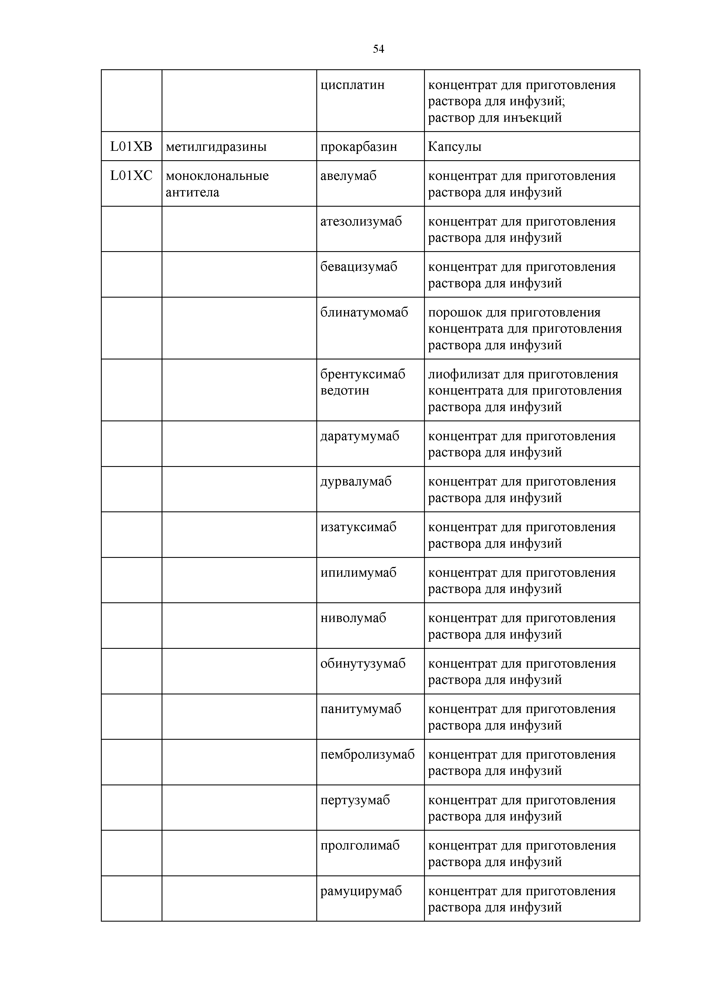 54
цисплатин
концентрат для приготовления
раствора для инфузий;
раствор для инъекций
L01XB метилгидразины прокарбазин Капсулы
L01XC моноклональные антитела авелумаб концентрат для приготовления
раствора для инфузий
атезолизумаб концентрат для приготовления
раствора для инфузий
бевацизумаб концентрат для приготовления
раствора для инфузий
блинатумомаб порошок для приготовления
концентрата для приготовления
раствора для инфузий
брентуксимаб ведотин лиофилизат для приготовления
концентрата для приготовления
раствора для инфузий
даратумумаб концентрат для приготовления
раствора для инфузий
дурвалумаб концентрат для приготовления
раствора для инфузий
изатуксимаб концентрат для приготовления
раствора для инфузий
ипилимумаб концентрат для приготовления
раствора для инфузий
ниволумаб концентрат для приготовления
раствора для инфузий
обинутузумаб концентрат для приготовления
раствора для инфузий
панитумумаб концентрат для приготовления
раствора для инфузий
пембролизумаб концентрат для приготовления
раствора для инфузий
пертузумаб концентрат для приготовления
раствора для инфузий
пролголимаб концентрат для приготовления
раствора для инфузий
рамуцирумаб концентрат для приготовления
раствора для инфузий